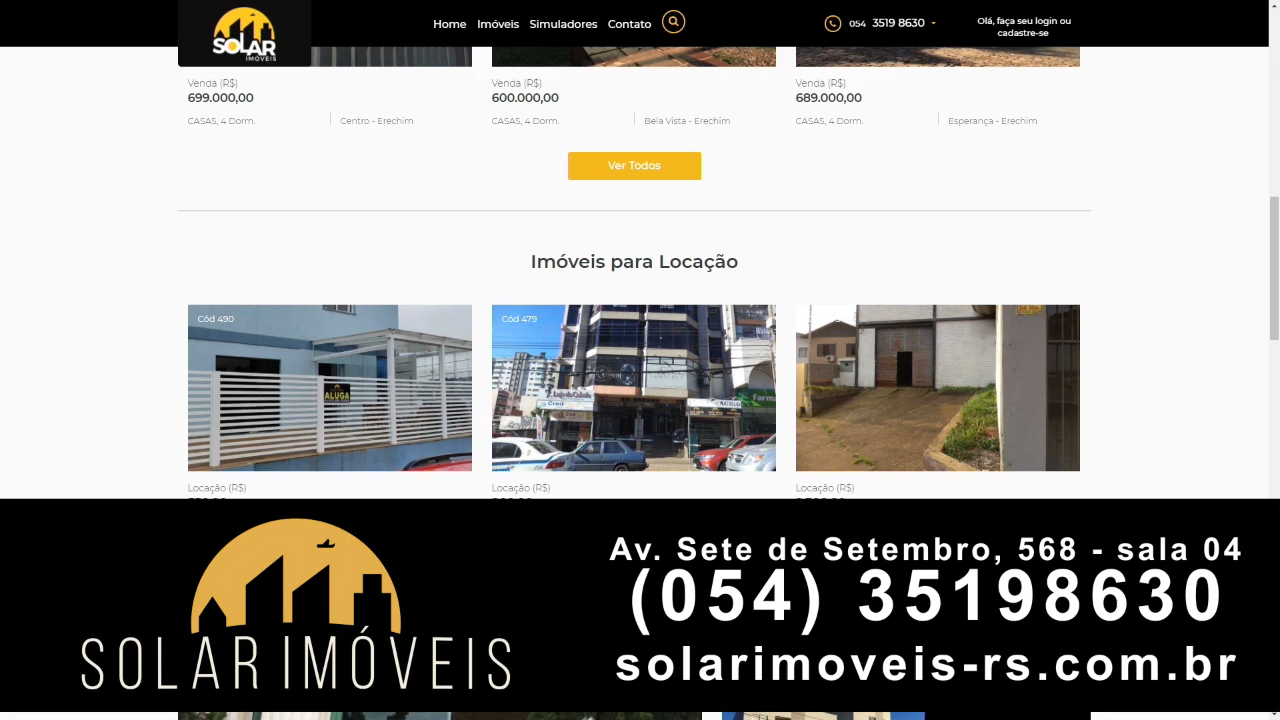 SOLAR
IMÓVEIS
Home Imóveis Simuladores Contato
054 3519 8630
Olá, faça seu login ou
cadastre-se
Venda (R$)
699.000,00
CASAS, 4 Dorm.
Centro - Erechim
Venda (R$)
600.000,00
CASAS, 4 Dorm.
Bela Vista - Erechim
Venda (R$)
689.000,00
CASAS, 4 Dorm.
Esperança - Erechim
Ver Todos
Imóveis para Locação
Cód 490
ALUGA
Cód 479
Cred
Farma
Locação (R$)
Locação (R$)
Locação (R$)
SOLAR IMÓVEIS
Av. Sete de Setembro, 568 - sala 04
(054) 35198630
solarimoveis-rs.com.br